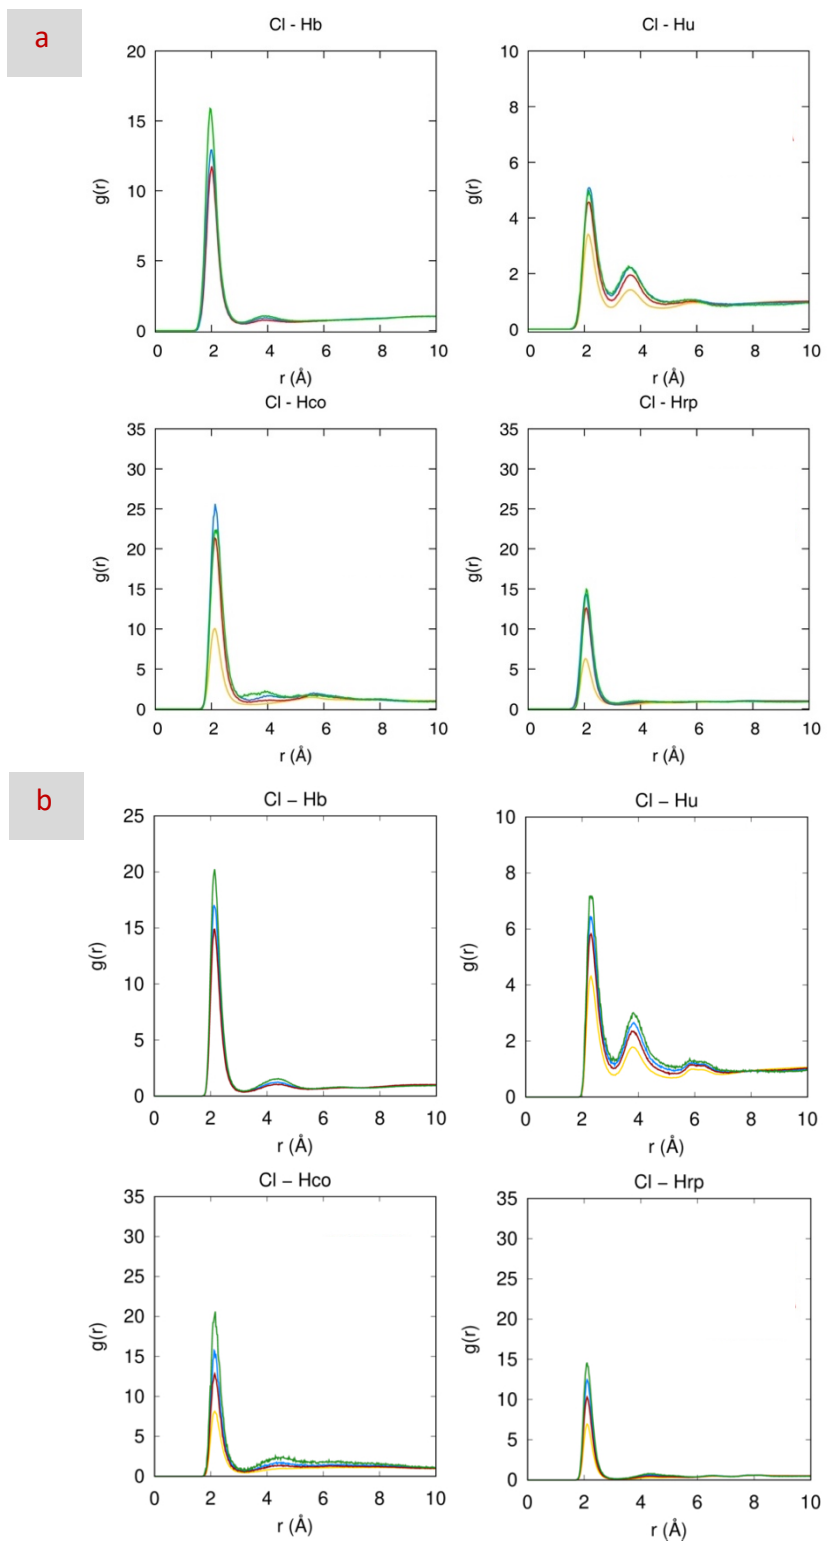 a
Cl - Hb
20
15
10
5
0
g(r)
0 2 4 6 8 10
r (Å)
Cl - Hu
10
8
6
4
2
0
g(r)
0 2 4 6 8 10
r (Å)
Cl - Hco
35
30
25
20
15
10
5
0
g(r)
0 2 4 6 8 10
r (Å)
Cl - Hrp
35
30
25
20
15
10
5
0
g(r)
0 2 4 6 8 10
r (Å)
b
Cl – Hb
25
20
15
10
5
0
g(r)
0 2 4 6 8 10
r (Å)
Cl – Hu
10
8
6
4
2
0
g(r)
0 2 4 6 8 10
r (Å)
Cl – Hco
35
30
25
20
15
10
5
0
g(r)
0 2 4 6 8 10
r (Å)
Cl – Hrp
35
30
25
20
15
10
5
0
g(r)
0 2 4 6 8 10
r (Å)